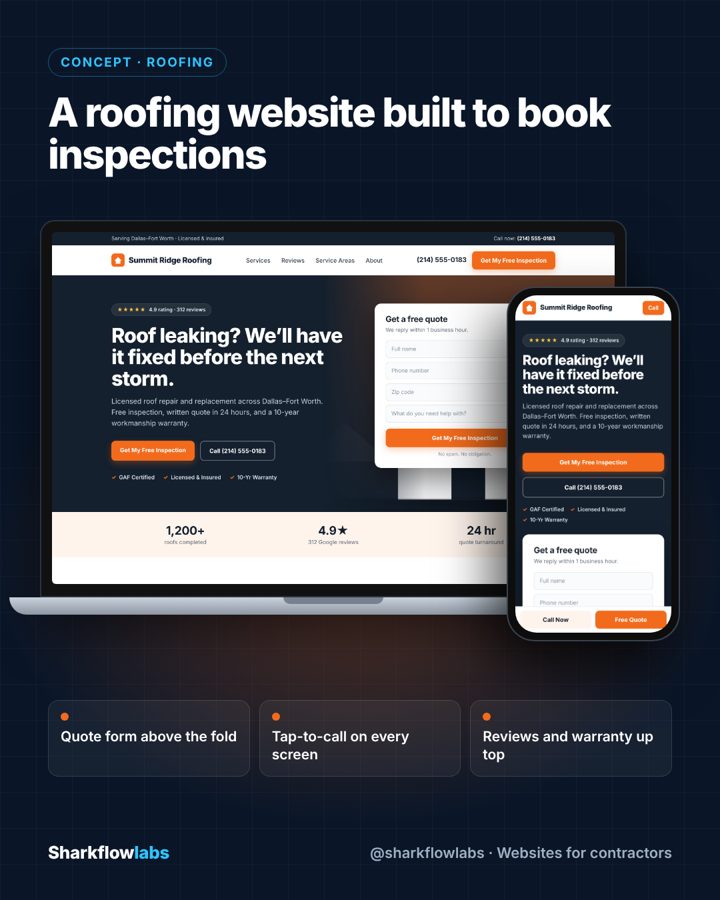 CONCEPT · ROOFING
A roofing website built to book
inspections
Serving Dallas–Fort Worth · Licensed & insured
Call now: (214) 555-0183
Summit Ridge Roofing
Services
Reviews
Service Areas
About
(214) 555-0183
Get My Free Inspection
★★★★★ 4.9 rating · 312 reviews
Roof leaking? We'll have
it fixed before the next
storm.
Licensed roof repair and replacement across Dallas–Fort Worth.
Free inspection, written quote in 24 hours, and a 10-year
workmanship warranty.
Get My Free Inspection
Call (214) 555-0183
✓ GAF Certified
✓ Licensed & Insured
✓ 10-Yr Warranty
Get a free quote
We reply within 1 business hour.
Full name
Phone number
Zip code
What do you need help with?
Get My Free Inspection
No spam. No obligation.
1,200+
roofs completed
4.9★
312 Google reviews
24 hr
quote turnaround
Summit Ridge Roofing
Call
★★★★★ 4.9 rating · 312 reviews
Roof leaking? We'll
have it fixed before
the next storm.
Licensed roof repair and replacement across
Dallas–Fort Worth. Free inspection, written
quote in 24 hours, and a 10-year workmanship
warranty.
Get My Free Inspection
Call (214) 555-0183
✓ GAF Certified
✓ Licensed & Insured
✓ 10-Yr Warranty
Get a free quote
We reply within 1 business hour.
Full name
Phone number
Call Now
Free Quote
Quote form above the fold
Tap-to-call on every
screen
Reviews and warranty up
top
Sharkflowlabs
@sharkflowlabs · Websites for contractors